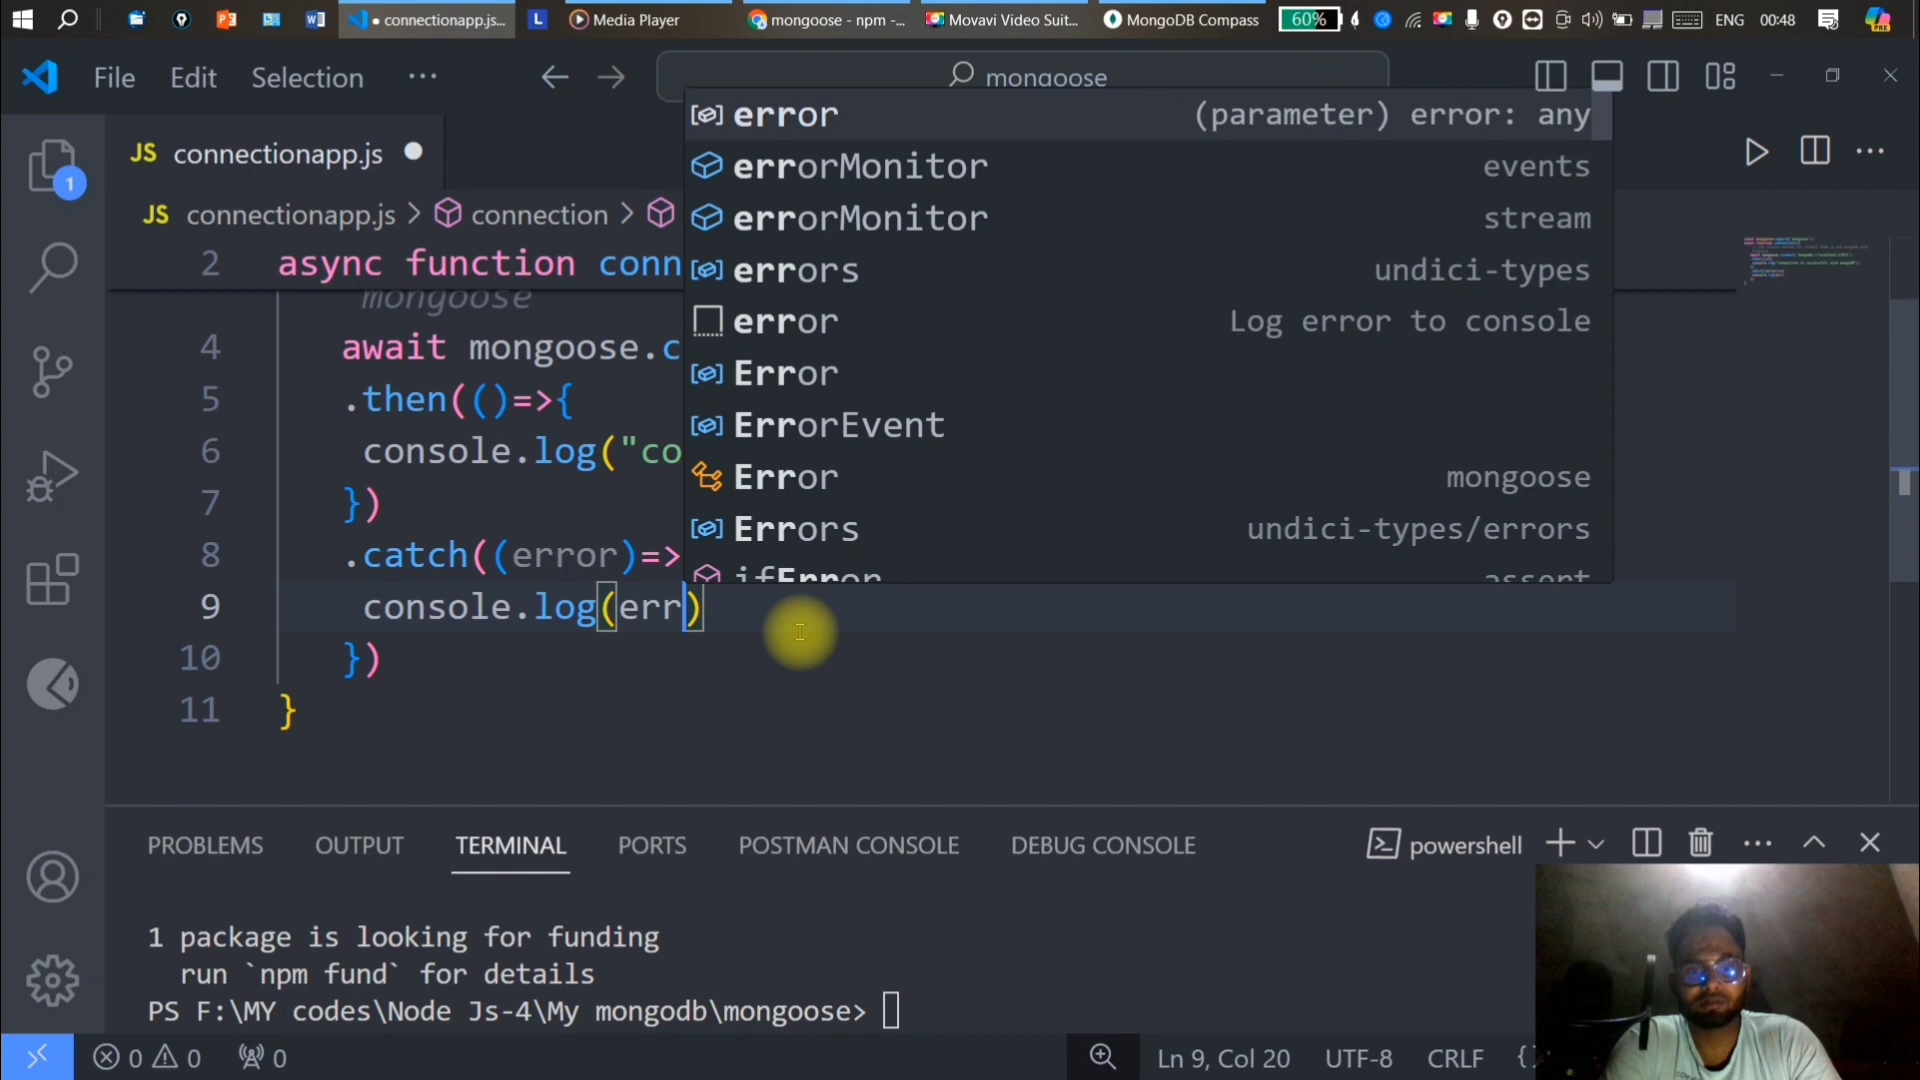 connectionapp.js...
L
Media Player
mongoose - npm -...
Movavi Video Suit...
MongoDB Compass
60%
ENG
00:48
File
Edit
Selection
...
mongoose
JS connectionapp.js
JS connectionapp.js > connection >
2 async function conn
mongoose
4 await mongoose.c
5 .then(()=>{
6 console.log("co
7 })
8 .catch((error)=>
9 console.log(err)
10 })
11 }
error (parameter) error: any
errorMonitor events
errorMonitor stream
errors undici-types
error Log error to console
Error
ErrorEvent
Error mongoose
Errors undici-types/errors
ifError assert
1
PROBLEMS
OUTPUT
TERMINAL
PORTS
POSTMAN CONSOLE
DEBUG CONSOLE
powershell
1 package is looking for funding
run `npm fund` for details
PS F:\MY codes\Node Js-4\My mongodb\mongoose>
0
0
0
Ln 9, Col 20
UTF-8
CRLF